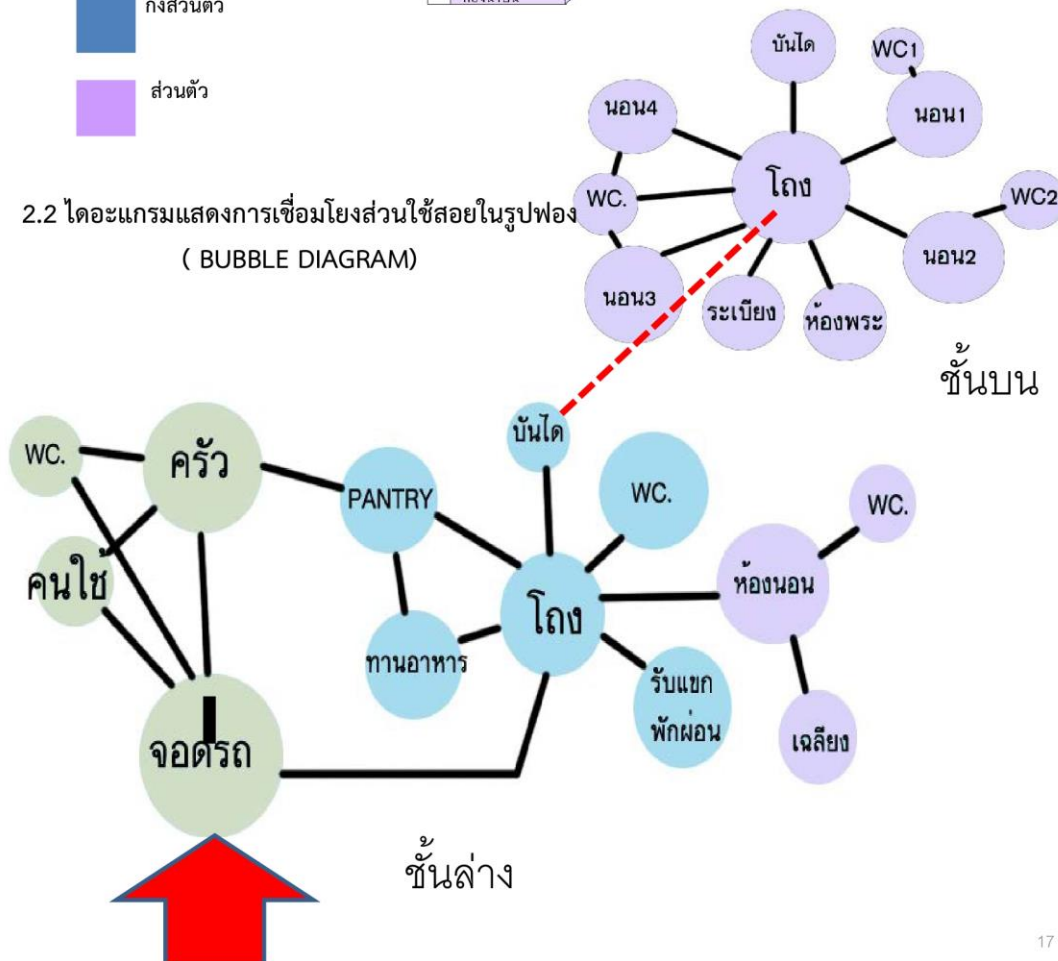 กึ่งส่วนตัว
ส่วนตัว
2.2 ไดอะแกรมแสดงการเชื่อมโยงส่วนใช้สอยในรูปฟอง
( BUBBLE DIAGRAM)
บันได
WC1
นอน4
นอน1
โถง
WC.
WC2
นอน2
นอน3
ระเบียง
ห้องพระ
ชั้นบน
บันได
WC.
ครัว
PANTRY
WC.
WC.
คนใช้
ห้องนอน
โถง
ทานอาหาร
รับแขก
พักผ่อน
จอดรถ
เฉลียง
ชั้นล่าง
17